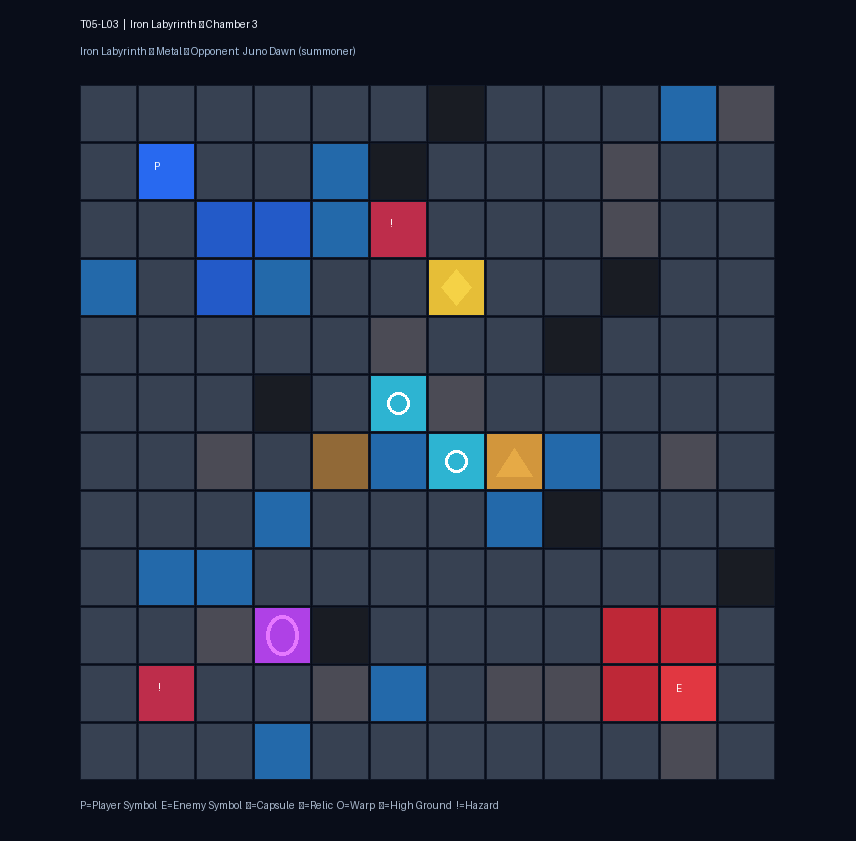 T05-L03 | Iron Labyrinth ☒ Chamber 3
Iron Labyrinth ☒ Metal ☒ Opponent: Juno Dawn (summoner)
P
!
E
!
P=Player Symbol E=Enemy Symbol ☒=Capsule ☒=Relic O=Warp ☒=High Ground !=Hazard